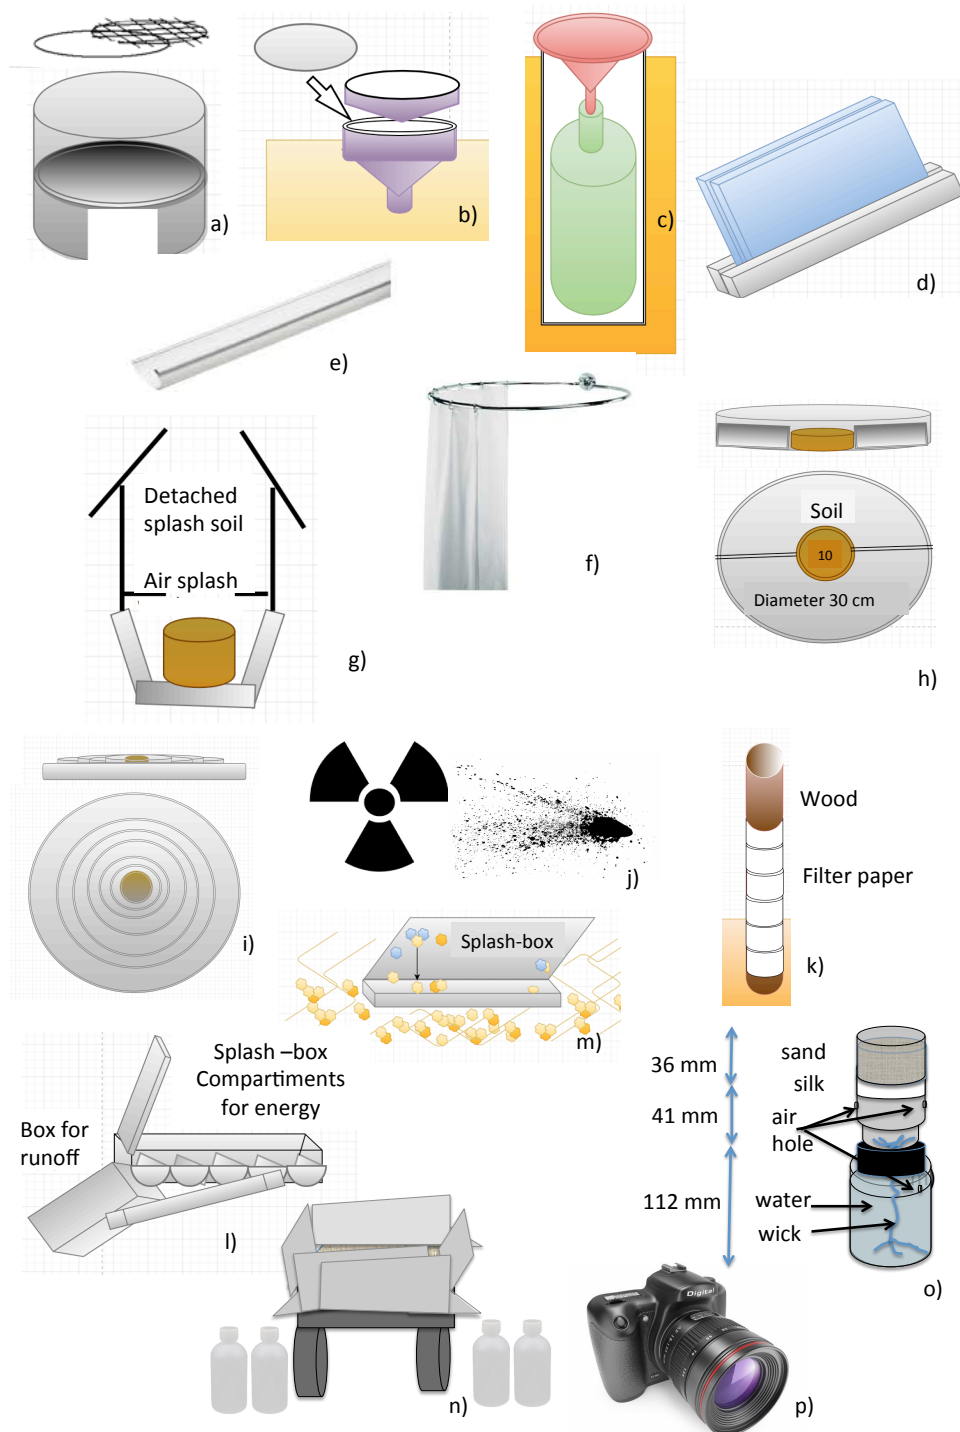 a)
b)
c)
d)
e)
f)
Detached
splash soil
Air splash
g)
Soil
10
Diameter 30 cm
h)
i)
j)
Wood
Filter paper
k)
Splash-box
m)
Splash –box
Compartiments
for energy
Box for
runoff
l)
36 mm
41 mm
112 mm
sand
silk
air
hole
water
wick
o)
n)
Digital
p)